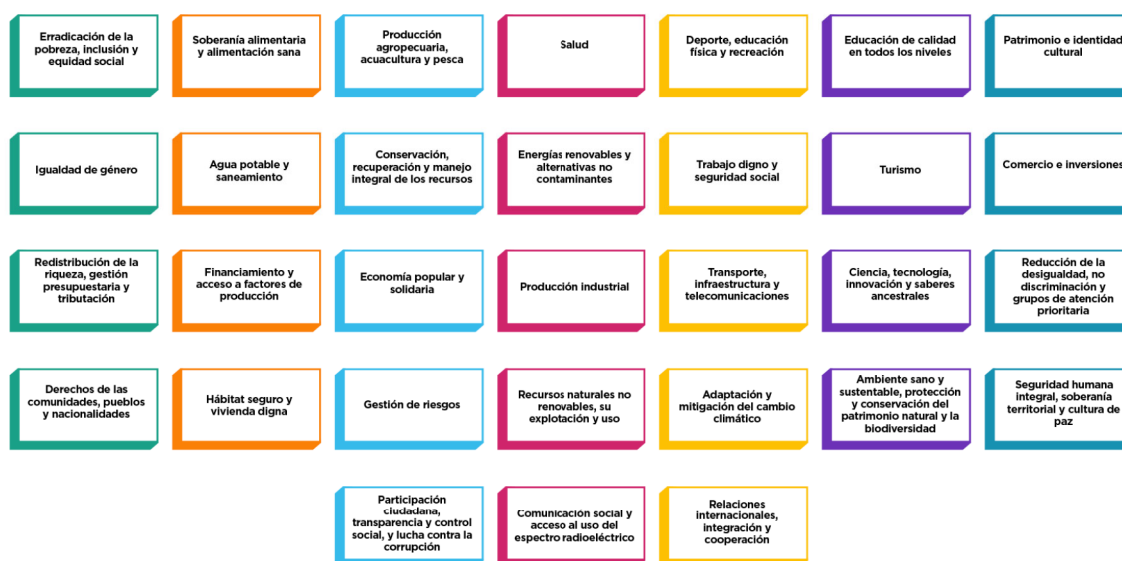 Erradicación de la
pobreza, inclusión y
equidad social
Soberanía alimentaria
y alimentación sana
Producción
agropecuaria,
acuacultura y pesca
Salud
Deporte, educación
física y recreación
Educación de calidad
en todos los niveles
Patrimonio e identidad
cultural
Igualdad de género
Agua potable y
saneamiento
Conservación,
recuperación y manejo
integral de los recursos
Energías renovables y
alternativas no
contaminantes
Trabajo digno y
seguridad social
Turismo
Comercio e inversiones
Redistribución de la
riqueza, gestión
presupuestaria y
tributación
Financiamiento y
acceso a factores de
producción
Economía popular y
solidaria
Producción industrial
Transporte,
infraestructura y
telecomunicaciones
Ciencia, tecnología,
innovación y saberes
ancestrales
Reducción de la
desigualdad, no
discriminación y
grupos de atención
prioritaria
Derechos de las
comunidades, pueblos
y nacionalidades
Hábitat seguro y
vivienda digna
Gestión de riesgos
Recursos naturales no
renovables, su
explotación y uso
Adaptación y
mitigación del cambio
climático
Ambiente sano y
sustentable, protección
y conservación del
patrimonio natural y la
biodiversidad
Seguridad humana
integral, soberanía
territorial y cultura de
paz
Participación
ciudadana,
transparencia y control
social, y lucha contra la
corrupción
Comunicación social y
acceso al uso del
espectro radioeléctrico
Relaciones
internacionales,
integración y
cooperación